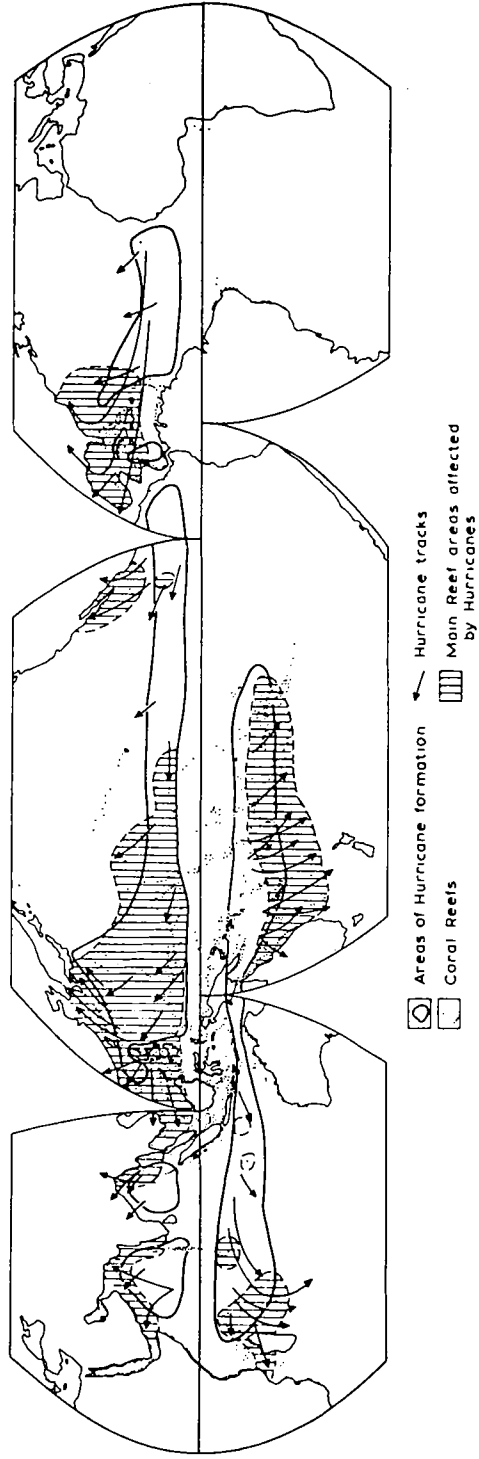 Areas of Hurricane formation
Coral Reefs
Hurricane tracks
Main Reef areas affected
by Hurricanes